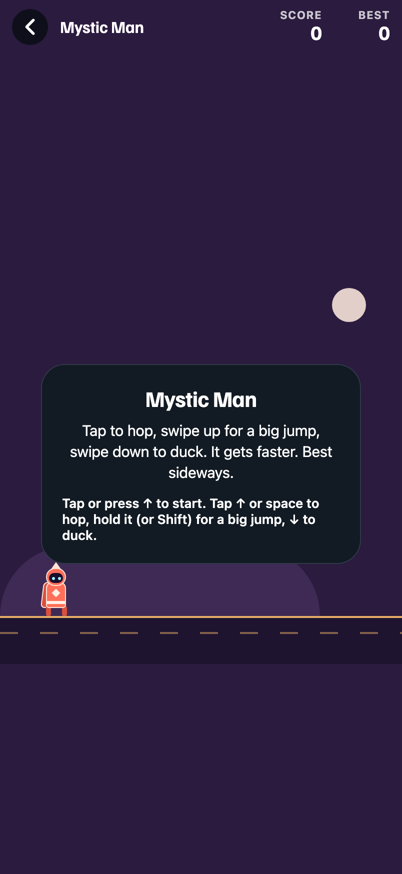 Mystic Man
SCORE
0
BEST
0
Mystic Man
Tap to hop, swipe up for a big jump,
swipe down to duck. It gets faster. Best
sideways.
Tap or press ↑ to start. Tap ↑ or space to
hop, hold it (or Shift) for a big jump, ↓ to
duck.